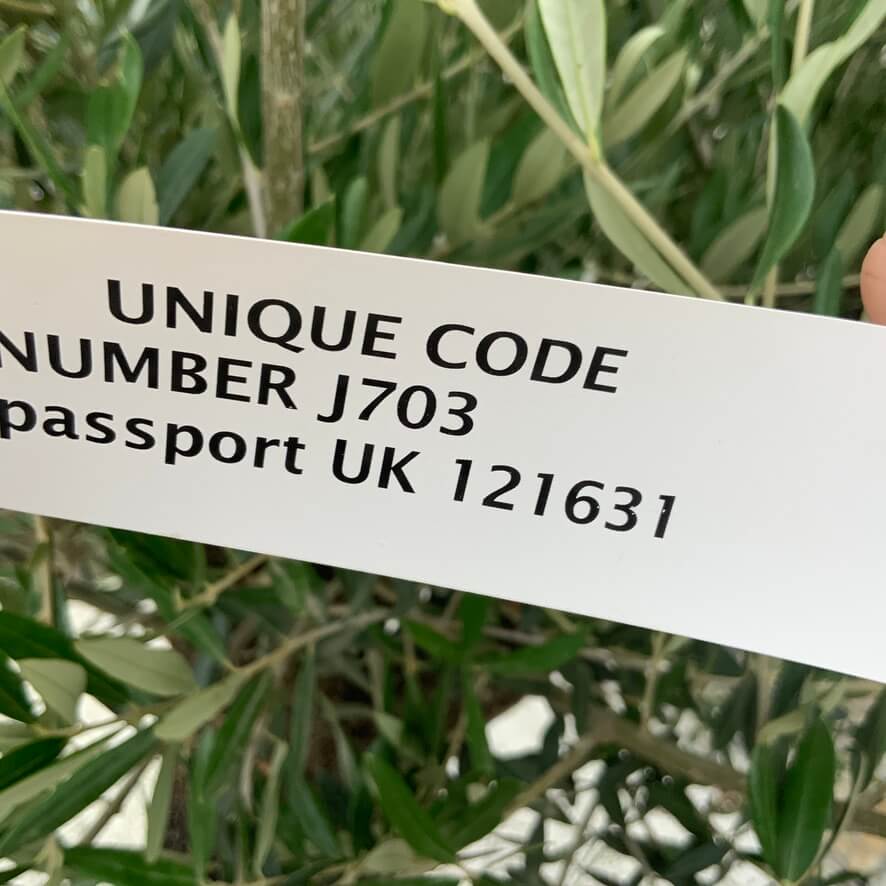 UNIQUE CODE
NUMBER J703
passport UK 121631